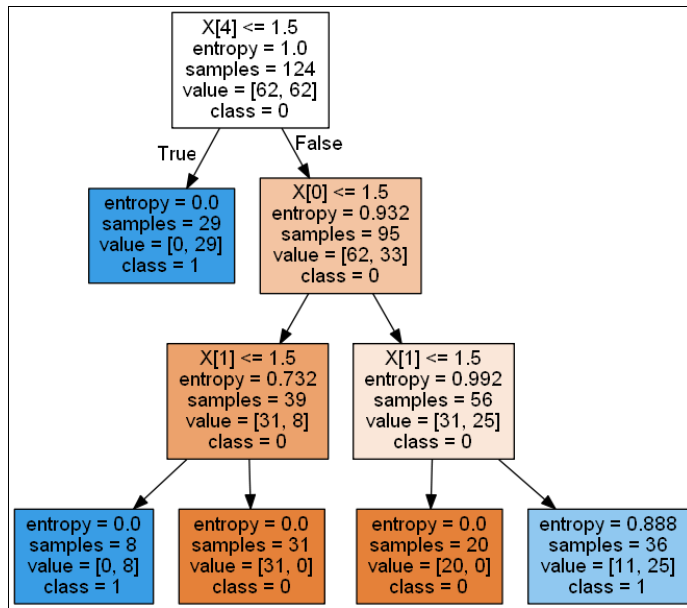 X[4] <= 1.5
entropy = 1.0
samples = 124
value = [62, 62]
class = 0
True
False
entropy = 0.0
samples = 29
value = [0, 29]
class = 1
X[0] <= 1.5
entropy = 0.932
samples = 95
value = [62, 33]
class = 0
X[1] <= 1.5
entropy = 0.732
samples = 39
value = [31, 8]
class = 0
X[1] <= 1.5
entropy = 0.992
samples = 56
value = [31, 25]
class = 0
entropy = 0.0
samples = 8
value = [0, 8]
class = 1
entropy = 0.0
samples = 31
value = [31, 0]
class = 0
entropy = 0.0
samples = 20
value = [20, 0]
class = 0
entropy = 0.888
samples = 36
value = [11, 25]
class = 1